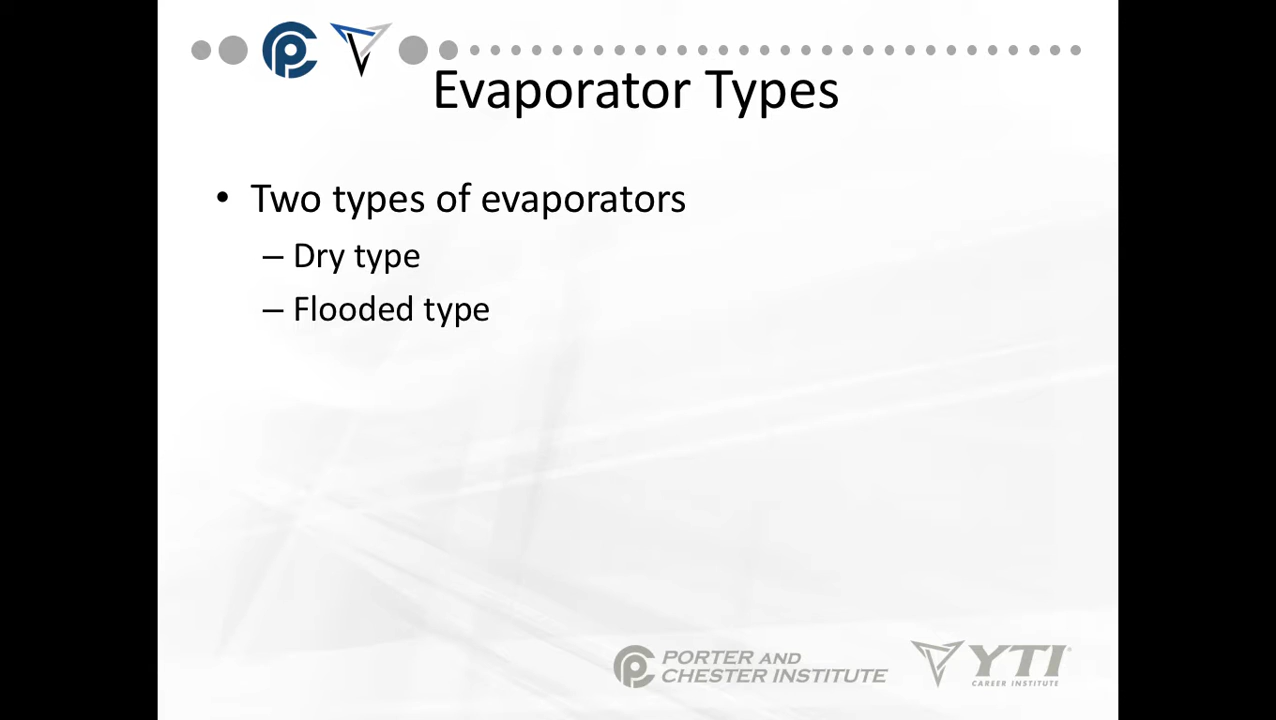 Evaporator Types
• Two types of evaporators
– Dry type
– Flooded type
PORTER AND
CHESTER INSTITUTE
YTI
CAREER INSTITUTE